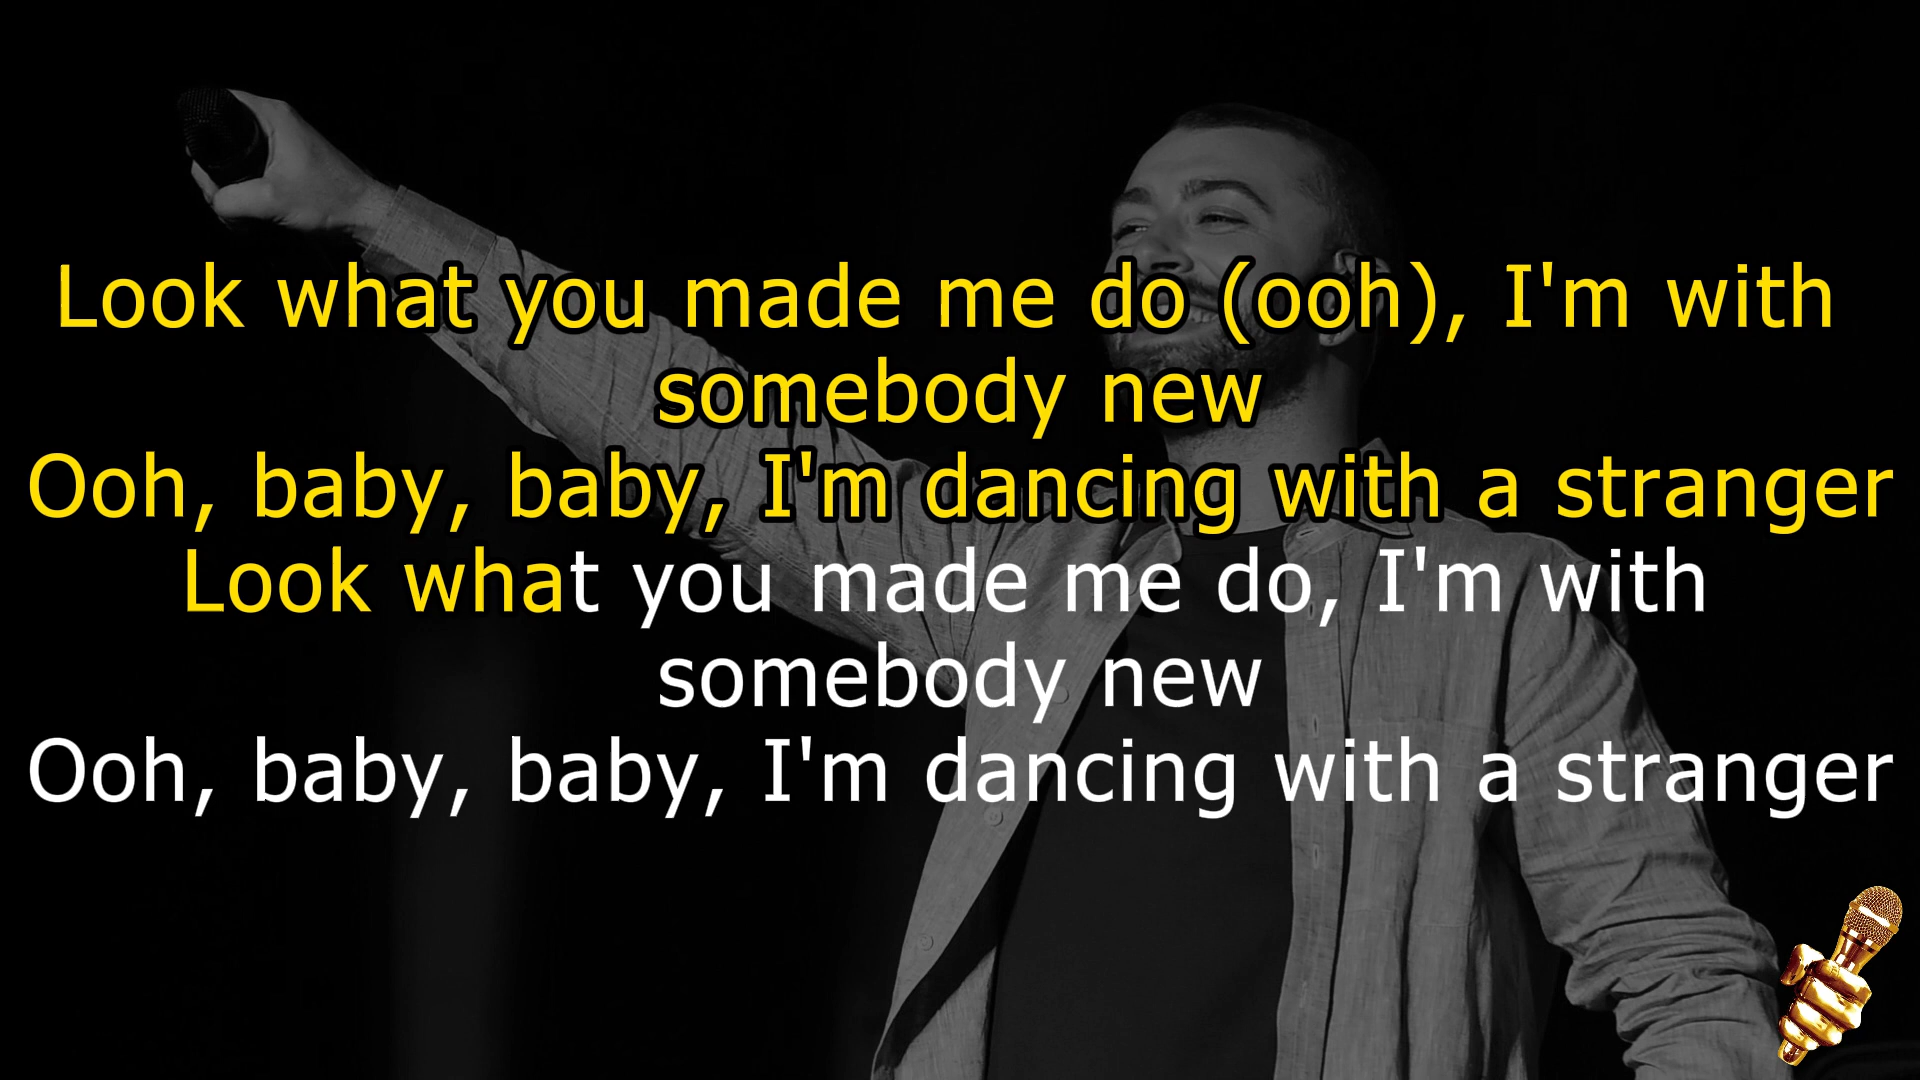 Look what you made me do (ooh), I'm with
somebody new
Ooh, baby, baby, I'm dancing with a stranger
Look what you made me do, I'm with
somebody new
Ooh, baby, baby, I'm dancing with a stranger